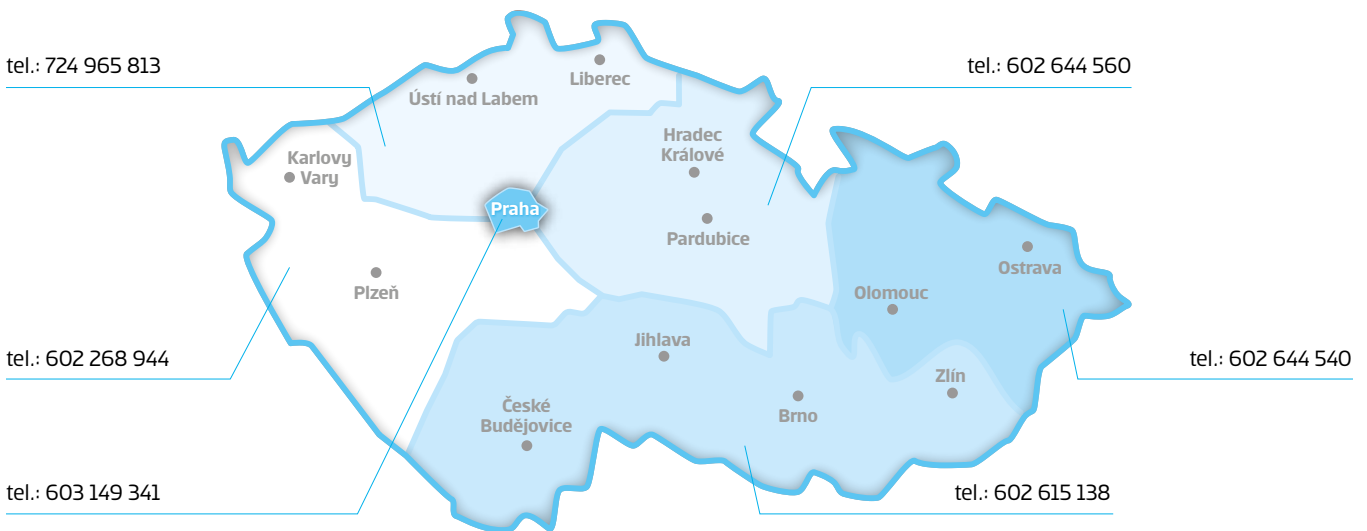 tel.: 724 965 813
tel.: 602 644 560
Liberec
Ústí nad Labem
Hradec
Králové
Karlovy
Vary
Praha
Pardubice
Ostrava
Plzeň
Olomouc
Jihlava
tel.: 602 268 944
tel.: 602 644 540
Zlín
České
Budějovice
Brno
tel.: 603 149 341
tel.: 602 615 138